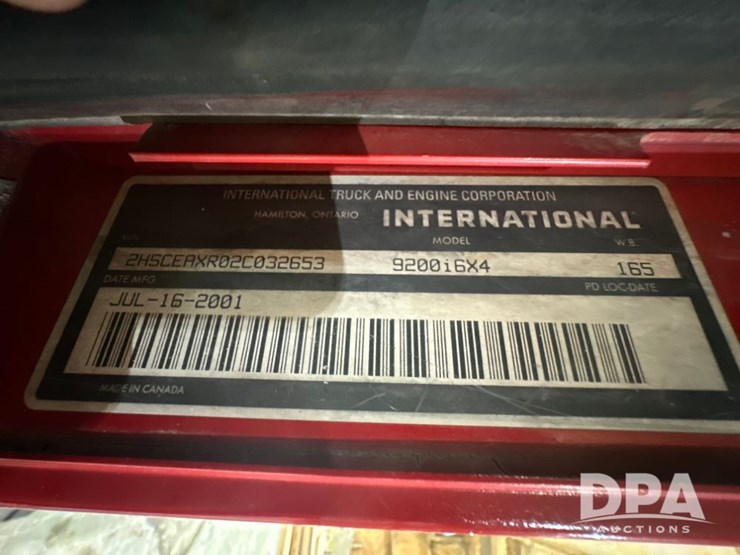 INTERNATIONAL TRUCK AND ENGINE CORPORATION
HAMILTON, ONTARIO INTERNATIONAL
VIN MODEL W.B.
2HSCEAXR02C032653 9200i6X4 165
DATE MFG PD LOC-DATE
JUL-16-2001
MADE IN CANADA
DPA
AUCTIONS